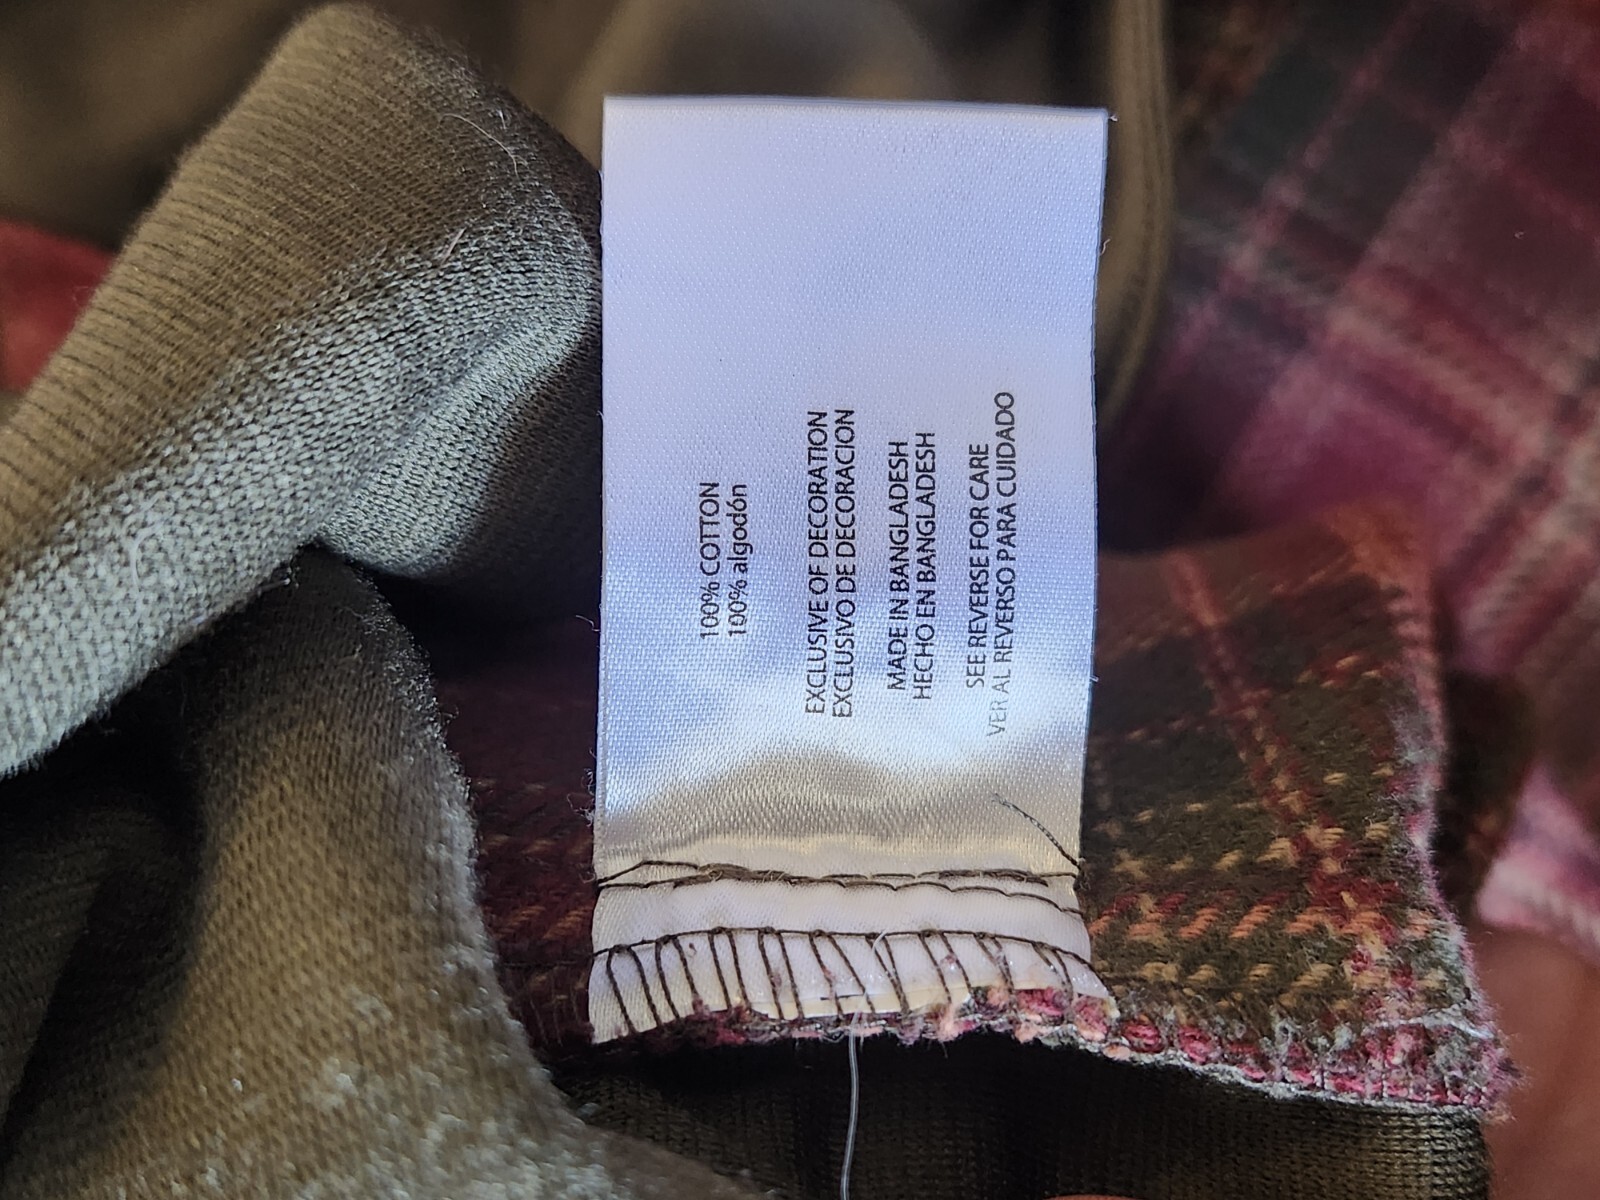 100% COTTON
100% algodón
EXCLUSIVE OF DECORATION
EXCLUSIVO DE DECORACION
MADE IN BANGLADESH
HECHO EN BANGLADESH
SEE REVERSE FOR CARE
VER AL REVERSO PARA CUIDADO